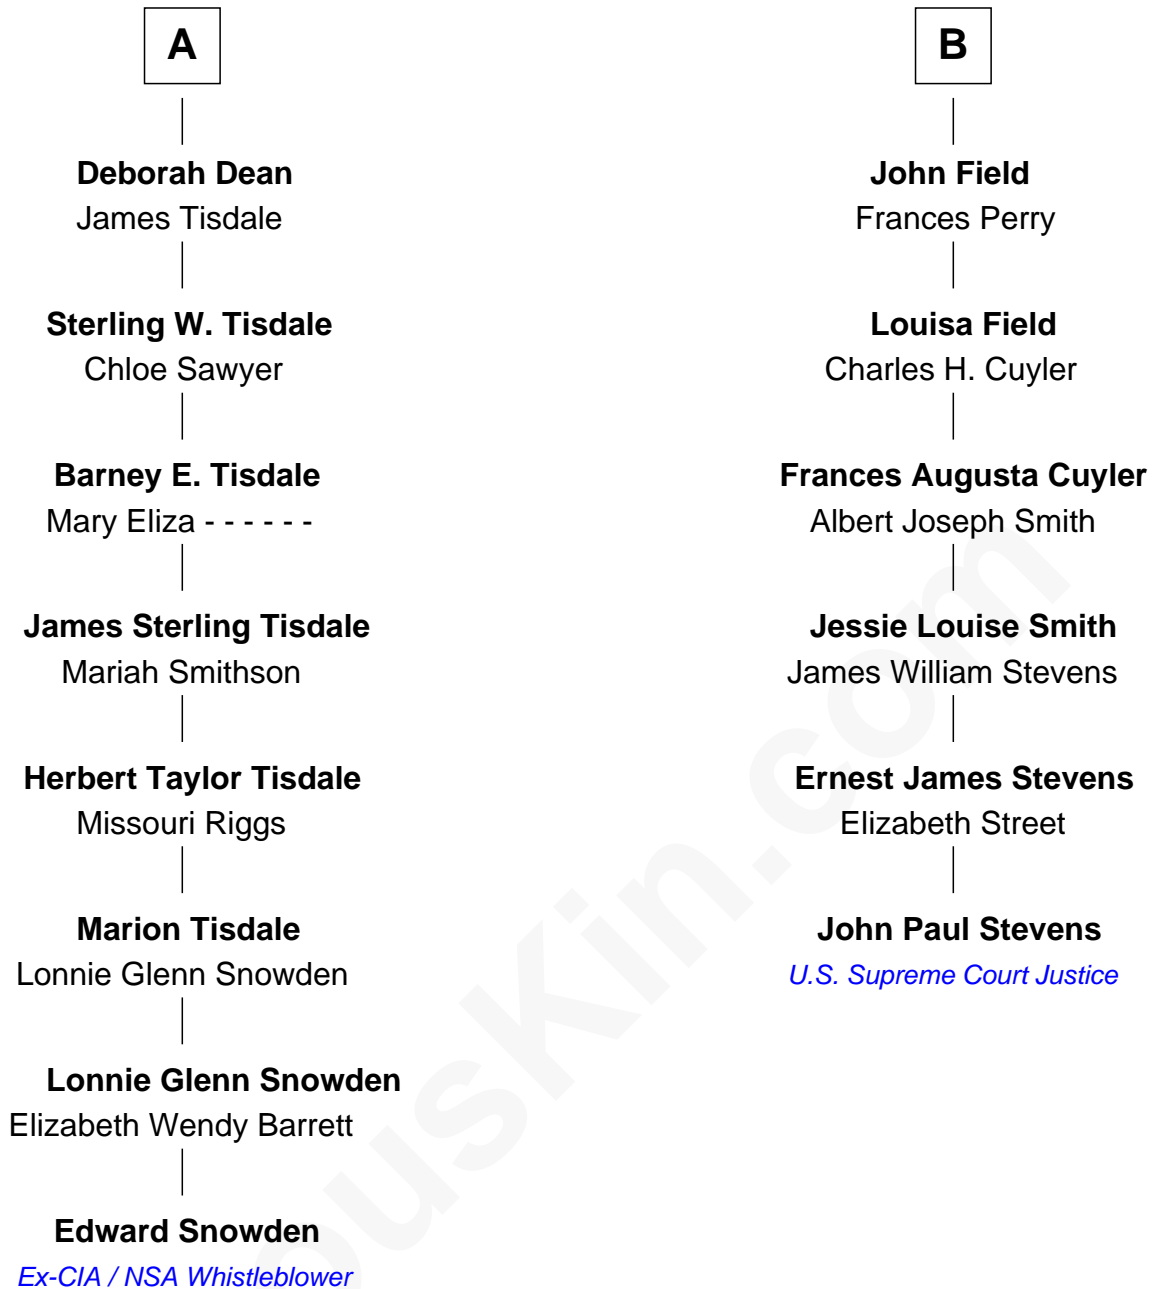 A
Deborah Dean
James Tisdale
Sterling W. Tisdale
Chloe Sawyer
Barney E. Tisdale
Mary Eliza - - - - - -
James Sterling Tisdale
Mariah Smithson
Herbert Taylor Tisdale
Missouri Riggs
Marion Tisdale
Lonnie Glenn Snowden
Lonnie Glenn Snowden
Elizabeth Wendy Barrett
Edward Snowden
Ex-CIA / NSA Whistleblower
B
John Field
Frances Perry
Louisa Field
Charles H. Cuyler
Frances Augusta Cuyler
Albert Joseph Smith
Jessie Louise Smith
James William Stevens
Ernest James Stevens
Elizabeth Street
John Paul Stevens
U.S. Supreme Court Justice
ousKin.com